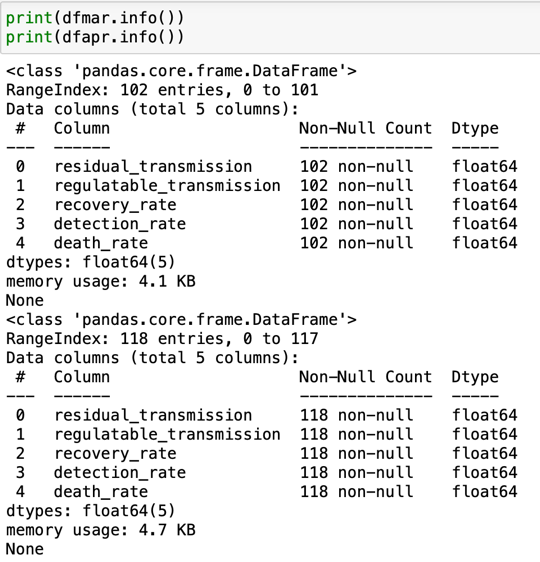 print(dfmar.info())
print(dfapr.info())
<class 'pandas.core.frame.DataFrame'>
RangeIndex: 102 entries, 0 to 101
Data columns (total 5 columns):
 #   Column                    Non-Null Count  Dtype
---  ------                    --------------  -----
 0   residual_transmission     102 non-null    float64
 1   regulatable_transmission  102 non-null    float64
 2   recovery_rate             102 non-null    float64
 3   detection_rate            102 non-null    float64
 4   death_rate                102 non-null    float64
dtypes: float64(5)
memory usage: 4.1 KB
None
<class 'pandas.core.frame.DataFrame'>
RangeIndex: 118 entries, 0 to 117
Data columns (total 5 columns):
 #   Column                    Non-Null Count  Dtype
---  ------                    --------------  -----
 0   residual_transmission     118 non-null    float64
 1   regulatable_transmission  118 non-null    float64
 2   recovery_rate             118 non-null    float64
 3   detection_rate            118 non-null    float64
 4   death_rate                118 non-null    float64
dtypes: float64(5)
memory usage: 4.7 KB
None